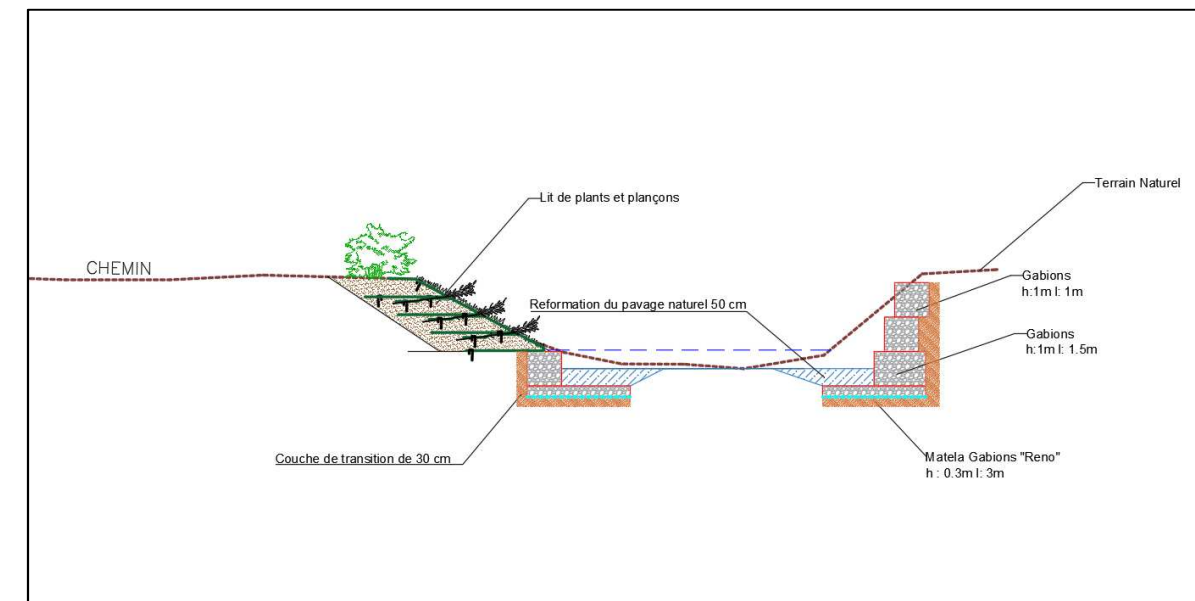 Terrain Naturel
Lit de plants et plançons
CHEMIN
Gabions
h:1m l: 1m
Reformation du pavage naturel 50 cm
Gabions
h:1m l: 1.5m
Couche de transition de 30 cm
Matela Gabions "Reno"
h : 0.3m l: 3m